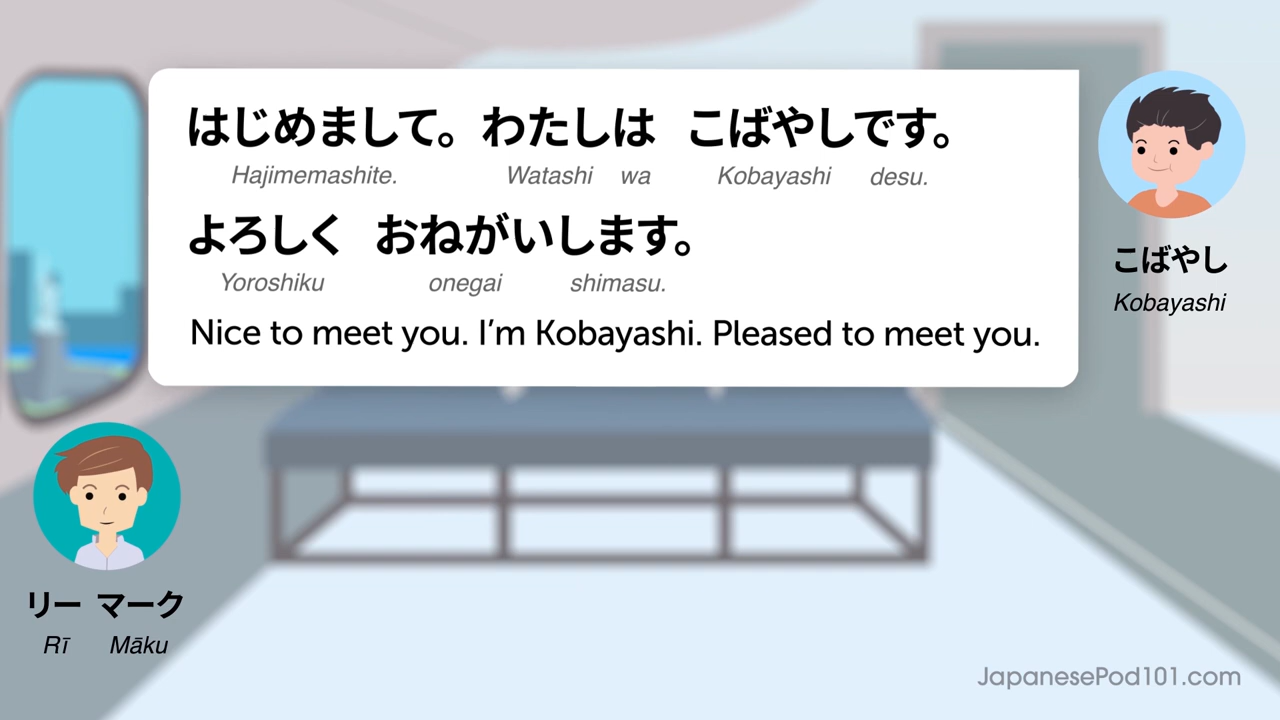 はじめまして。 わたしは こばやしです。
Hajimemashite. Watashi wa Kobayashi desu.
よろしく おねがいします。
Yoroshiku onegai shimasu.
Nice to meet you. I’m Kobayashi. Pleased to meet you.
こばやし
Kobayashi
リー マーク
Rī Māku
JapanesePod101.com